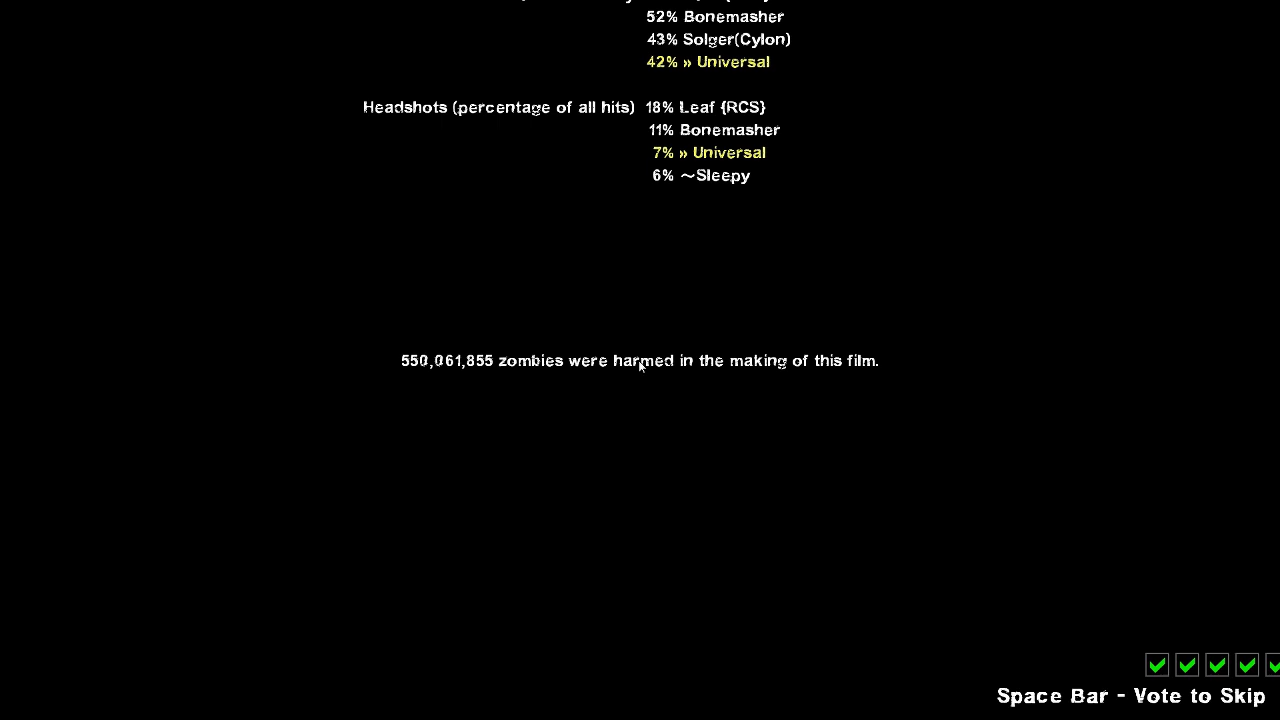 52% Bonemasher
43% Solger(Cylon)
42% » Universal
Headshots (percentage of all hits) 18% Leaf {RCS}
11% Bonemasher
7% » Universal
6% ～Sleepy
550,061,855 zombies were harmed in the making of this film.
Space Bar - Vote to Skip